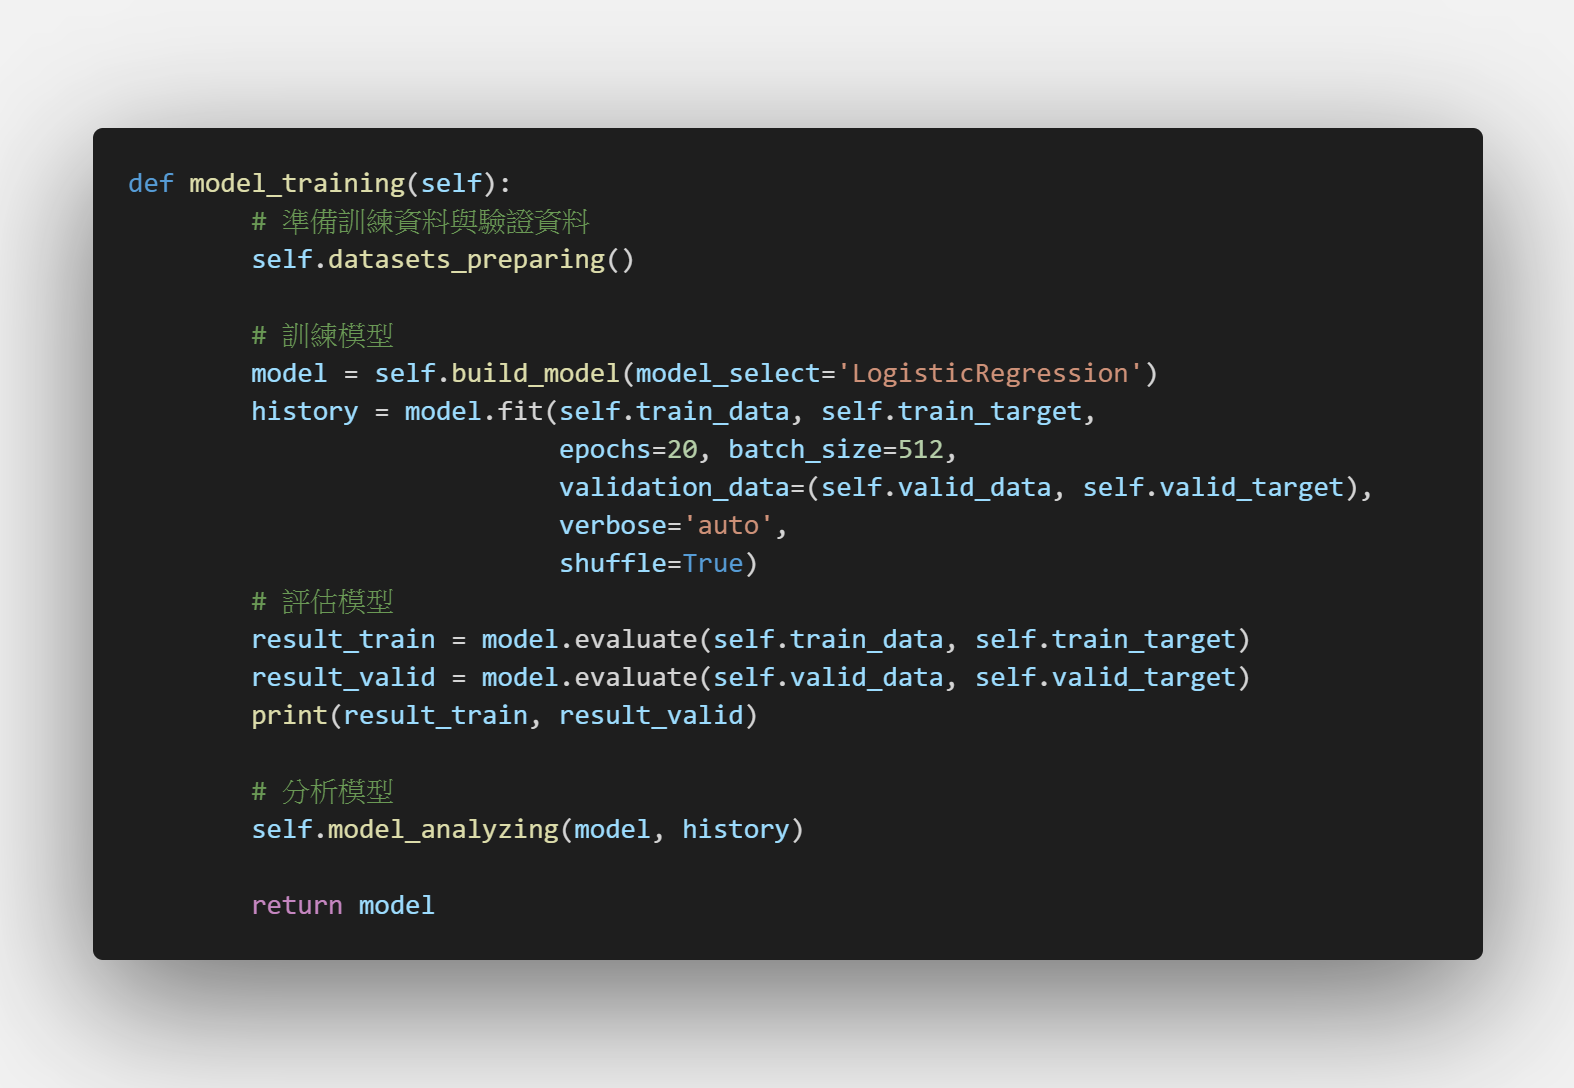 def model_training(self):
        # 準備訓練資料與驗證資料
        self.datasets_preparing()

        # 訓練模型
        model = self.build_model(model_select='LogisticRegression')
        history = model.fit(self.train_data, self.train_target,
                            epochs=20, batch_size=512,
                            validation_data=(self.valid_data, self.valid_target),
                            verbose='auto',
                            shuffle=True)
        # 評估模型
        result_train = model.evaluate(self.train_data, self.train_target)
        result_valid = model.evaluate(self.valid_data, self.valid_target)
        print(result_train, result_valid)

        # 分析模型
        self.model_analyzing(model, history)

        return model